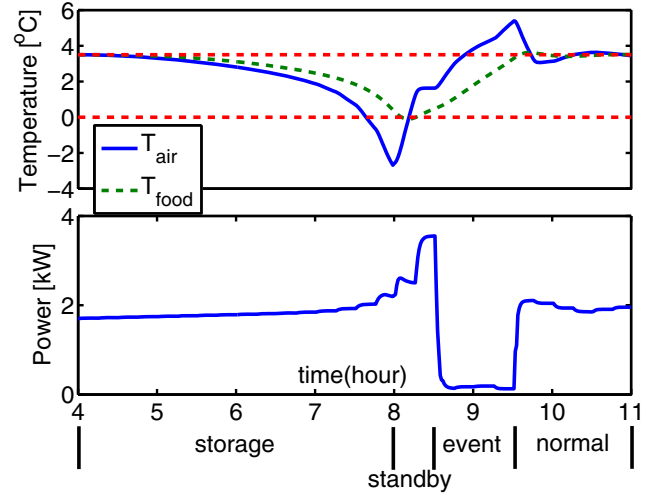 Temperature [°C]
6
4
2
0
−2
−4
T_air
T_food
Power [kW]
4
2
0
time(hour)
4 5 6 7 8 9 10 11
storage standby event normal